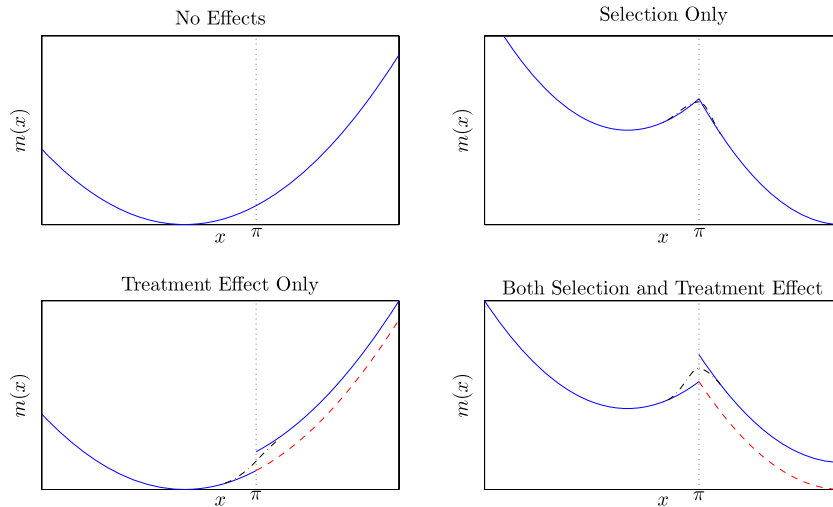 No Effects
m(x)
x
π
Selection Only
m(x)
x
π
Treatment Effect Only
m(x)
x
π
Both Selection and Treatment Effect
m(x)
x
π